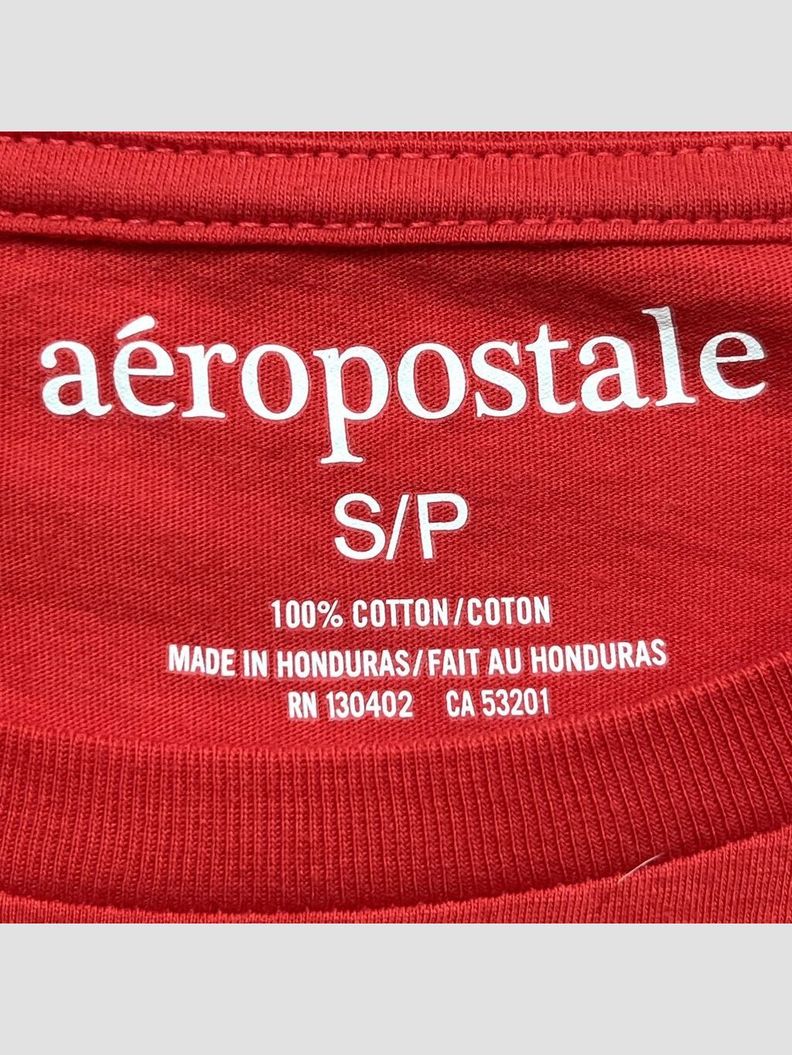 aéropostale
S/P
100% COTTON/COTON
MADE IN HONDURAS/FAIT AU HONDURAS
RN 130402 CA 53201